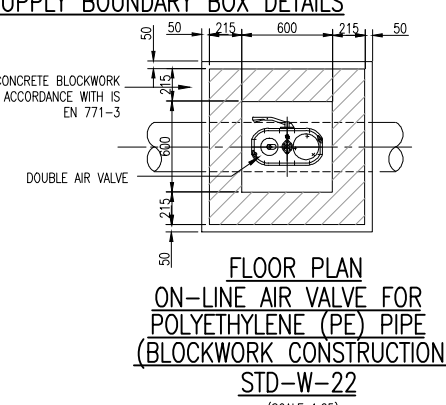 SUPPLY BOUNDARY BOX DETAILS
50 215 600 215 50
50
215
600
215
50
CONCRETE BLOCKWORK
ACCORDANCE WITH IS
EN 771-3
DOUBLE AIR VALVE
FLOOR PLAN
ON-LINE AIR VALVE FOR
POLYETHYLENE (PE) PIPE
(BLOCKWORK CONSTRUCTION
STD-W-22